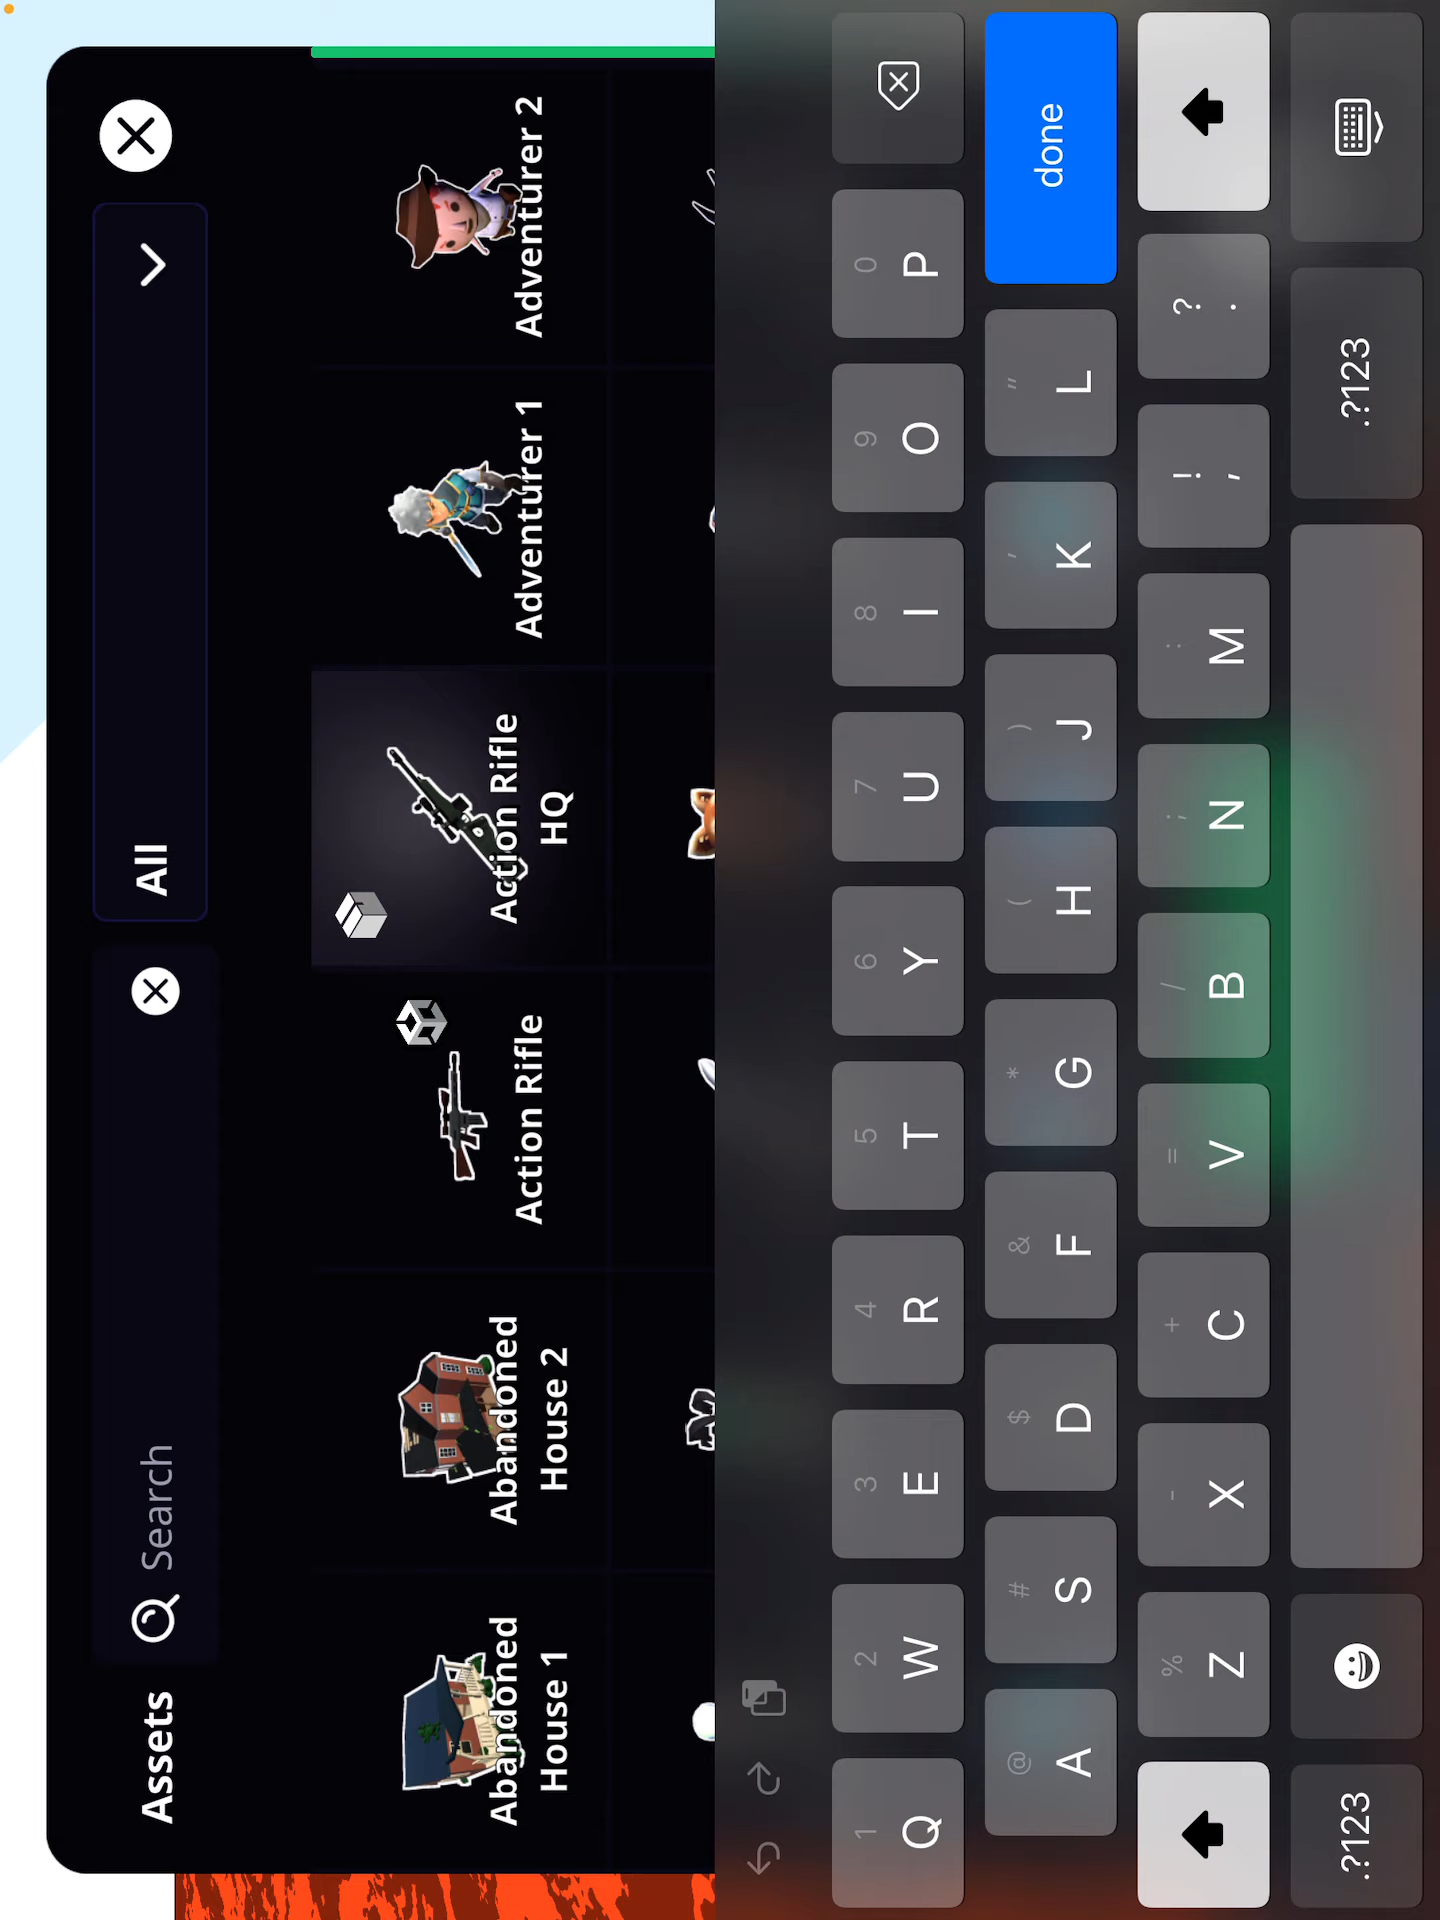 Assets
Search
All
Abandoned
House 1
Abandoned
House 2
Action Rifle
Action Rifle
HQ
Adventurer 1
Adventurer 2
1 2 3 4 5 6 7 8 9 0
Q W E R T Y U I O P
@ # $ & * ( ) ' "
A S D F G H J K L done
% - + = / ; : ! ?
Z X C V B N M , .
.?123 .?123